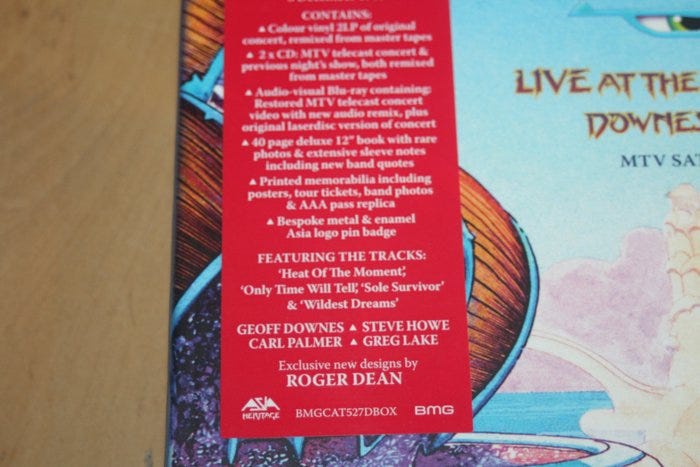 CONTAINS:
▲ Colour vinyl 2LP of original
concert, remixed from master tapes
▲ 2 x CD: MTV telecast concert &
previous night's show, both remixed
from master tapes
▲ Audio-visual Blu-ray containing:
Restored MTV telecast concert
video with new audio remix, plus
original laserdisc version of concert
▲ 40 page deluxe 12" book with rare
photos & extensive sleeve notes
including new band quotes
▲ Printed memorabilia including
posters, tour tickets, band photos
& AAA pass replica
▲ Bespoke metal & enamel
Asia logo pin badge
FEATURING THE TRACKS:
'Heat Of The Moment',
'Only Time Will Tell', 'Sole Survivor'
& 'Wildest Dreams'
GEOFF DOWNES ▲ STEVE HOWE
CARL PALMER ▲ GREG LAKE
Exclusive new designs by
ROGER DEAN
ASIA
HERITAGE
BMGCAT527DBOX
BMG
LIVE AT THE
DOWNES
MTV SAT